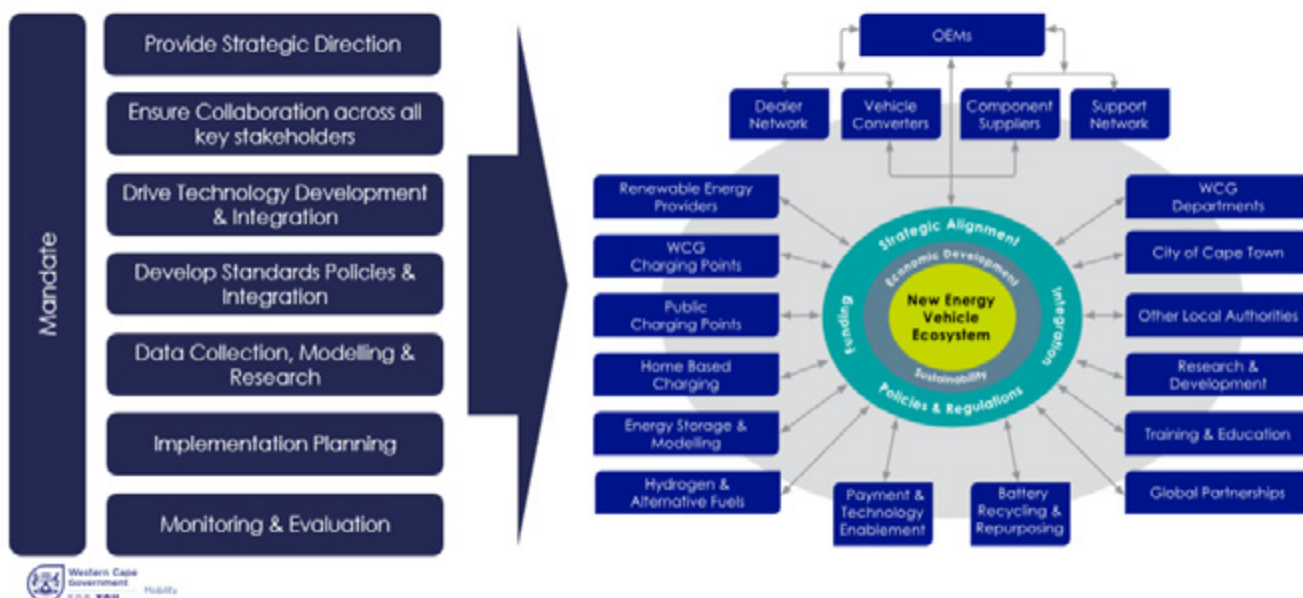 Mandate
Provide Strategic Direction
Ensure Collaboration across all
key stakeholders
Drive Technology Development
& Integration
Develop Standards Policies &
Integration
Data Collection, Modelling &
Research
Implementation Planning
Monitoring & Evaluation
Western Cape
Government
FOR YOU
Mobility
OEMs
Dealer
Network
Vehicle
Converters
Component
Suppliers
Support
Network
Renewable Energy
Providers
WCG
Charging Points
Public
Charging Points
Home Based
Charging
Energy Storage &
Modelling
Hydrogen &
Alternative Fuels
Strategic Alignment
Integration
Policies & Regulations
Funding
Economic Development
Sustainability
New Energy
Vehicle
Ecosystem
Payment &
Technology
Enablement
Battery
Recycling &
Repurposing
WCG
Departments
City of Cape Town
Other Local Authorities
Research &
Development
Training & Education
Global Partnerships